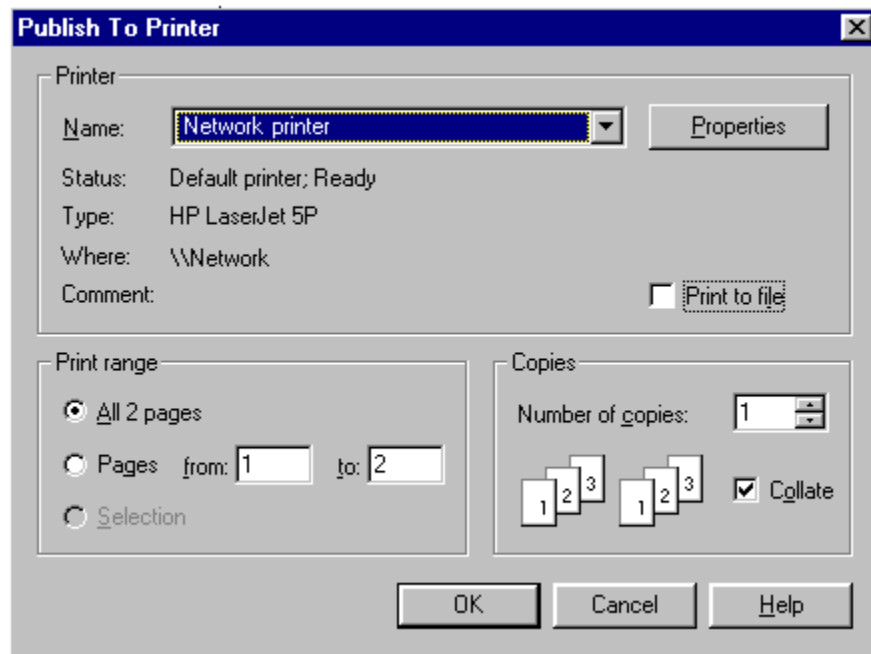 Publish To Printer
Printer
Name: Network printer Properties
Status: Default printer; Ready
Type: HP LaserJet 5P
Where: \\Network
Comment: Print to file
Print range
All 2 pages
Pages from: 1 to: 2
Selection
Copies
Number of copies: 1
1 2 3 1 2 3 Collate
OK Cancel Help